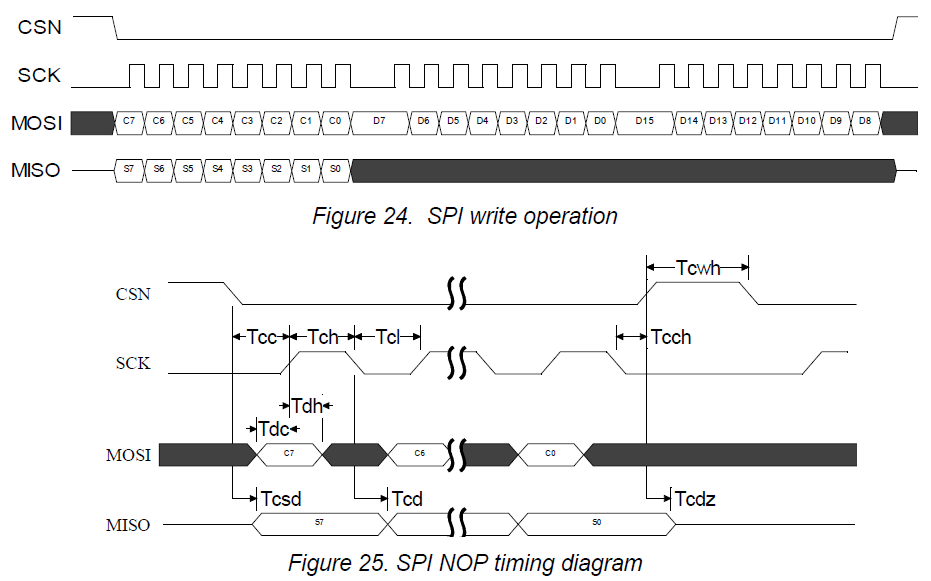 CSN
SCK
MOSI C7 C6 C5 C4 C3 C2 C1 C0 D7 D6 D5 D4 D3 D2 D1 D0 D15 D14 D13 D12 D11 D10 D9 D8
MISO S7 S6 S5 S4 S3 S2 S1 S0
Figure 24. SPI write operation
Tcwh
CSN
Tcc Tch Tcl Tcch
SCK
Tdh
Tdc
MOSI C7 C6 C0
Tcsd Tcd Tcdz
MISO S7 S0
Figure 25. SPI NOP timing diagram